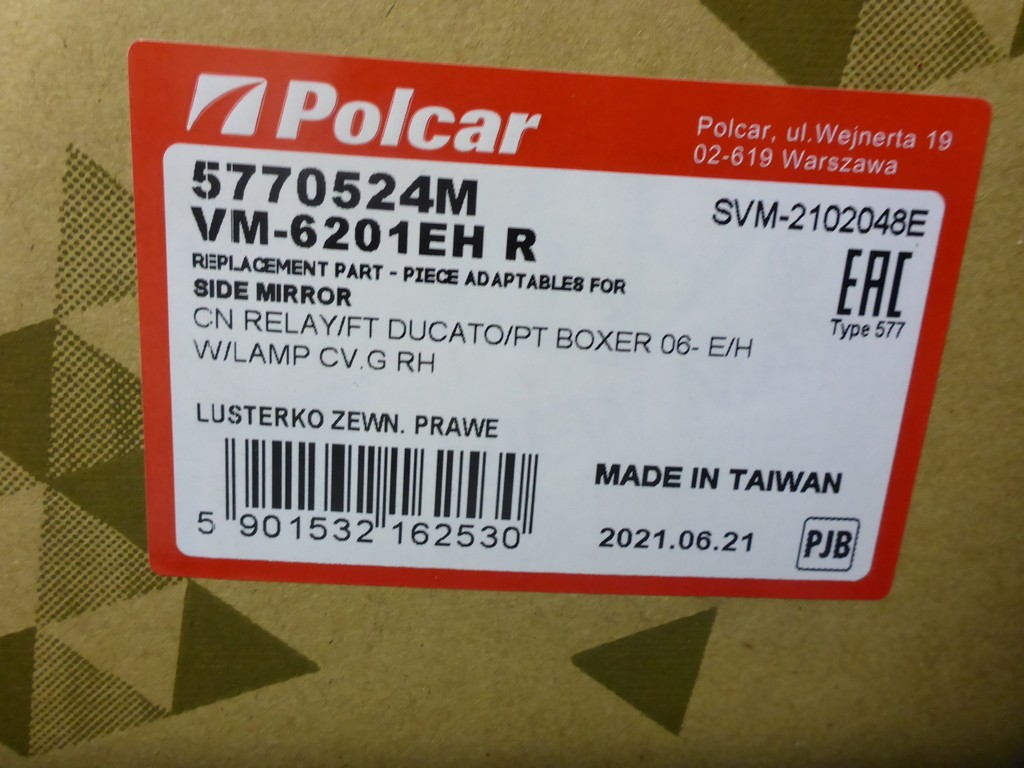 Polcar
Polcar, ul.Wejnerta 19
02-619 Warszawa
5770524M
VM-6201EH R
SVM-2102048E
REPLACEMENT PART - PIECE ADAPTABLES FOR
SIDE MIRROR
EAC
Type 577
CN RELAY/FT DUCATO/PT BOXER 06- E/H
W/LAMP CV.G RH
LUSTERKO ZEWN. PRAWE
MADE IN TAIWAN
5 901532 162530
2021.06.21
PJB